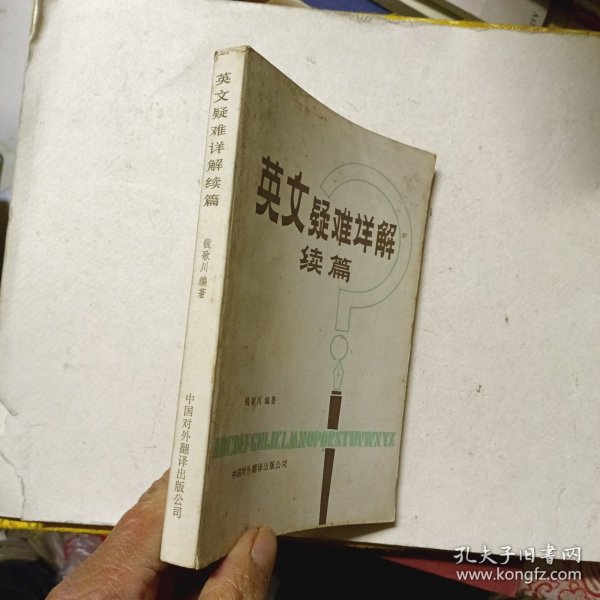 英文疑难详解续篇
钱歌川 编著
中国对外翻译出版公司
英文疑难详解
续篇
钱歌川 编著
ABCDEFGHIJKLMNOPQRSTUVWXYZ
中国对外翻译出版公司
孔夫子旧书网
www.kongfz.com